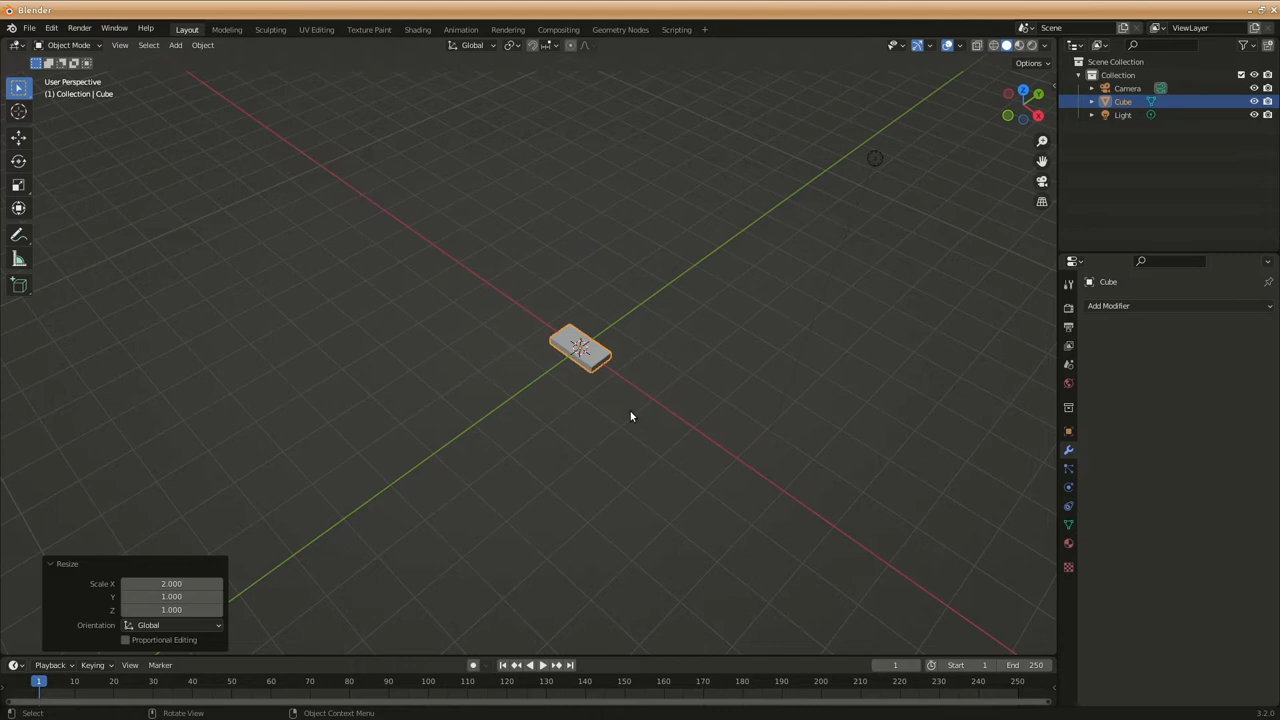 Blender
File Edit Render Window Help Layout Modeling Sculpting UV Editing Texture Paint Shading Animation Rendering Compositing Geometry Nodes Scripting + Scene ViewLayer
Object Mode View Select Add Object Global
Options
User Perspective
(1) Collection | Cube
Scene Collection
Collection
Camera
Cube
Light
Z
Y
X
Cube
Add Modifier
Resize
Scale X 2.000
Y 1.000
Z 1.000
Orientation Global
Proportional Editing
Playback Keying View Marker 1 Start 1 End 250
1 10 20 30 40 50 60 70 80 90 100 110 120 130 140 150 160 170 180 190 200 210 220 230 240 250
Select Rotate View Object Context Menu 3.2.0